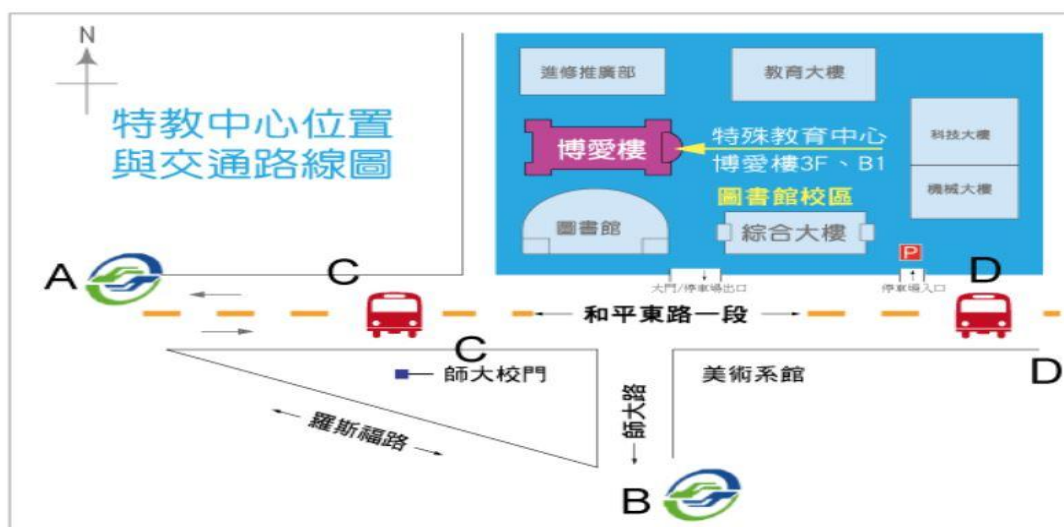 N
特教中心位置
與交通路線圖
進修推廣部
教育大樓
博愛樓
特殊教育中心
博愛樓3F、B1
科技大樓
機械大樓
圖書館校區
圖書館
綜合大樓
P
A
C
大門/停車場出口
停車場入口
D
和平東路一段
C
師大校門
美術系館
D
羅斯福路
師大路
B